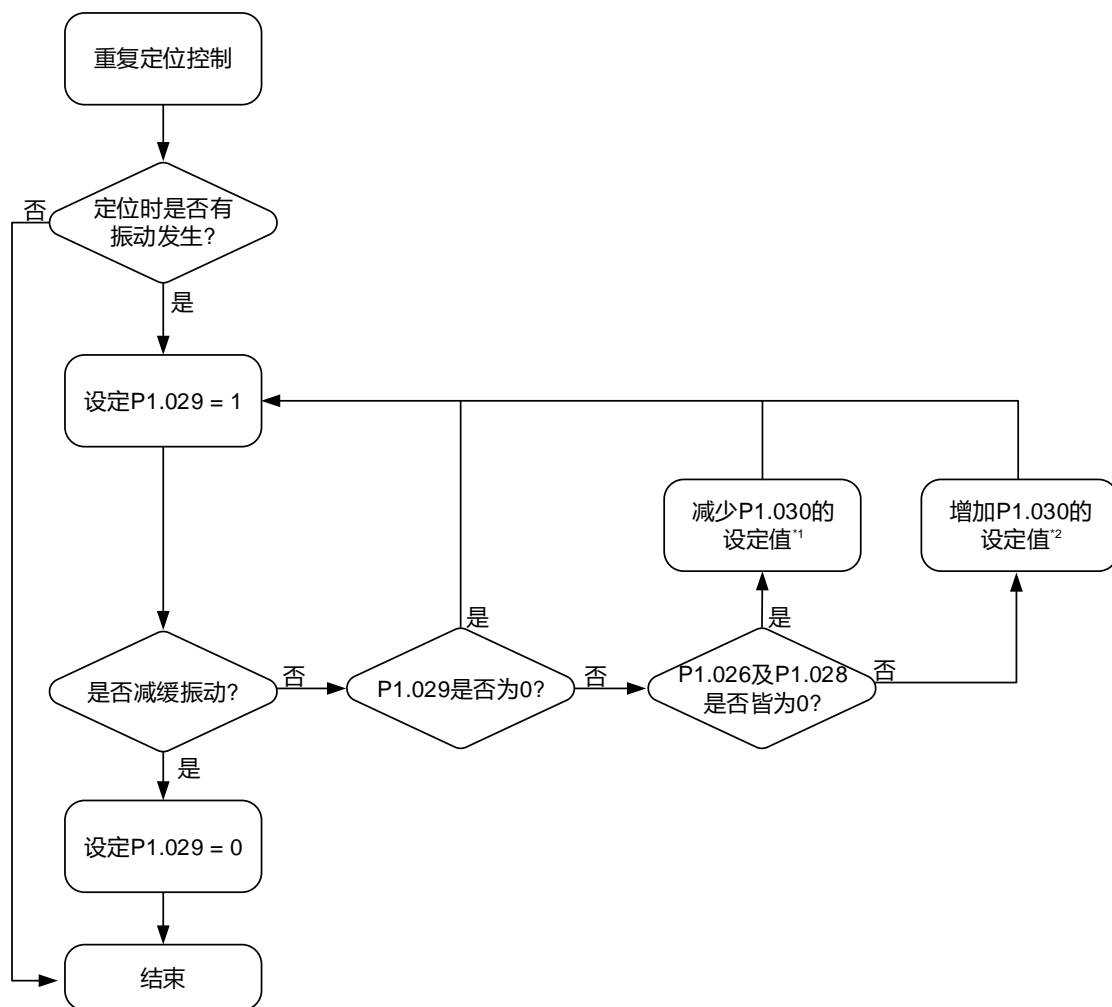 重复定位控制
定位时是否有
振动发生?
否
是
设定P1.029 = 1
减少P1.030的
设定值*1
增加P1.030的
设定值*2
是否减缓振动?
否
是
P1.029是否为0?
是
否
P1.026及P1.028
是否皆为0?
是
否
设定P1.029 = 0
结束